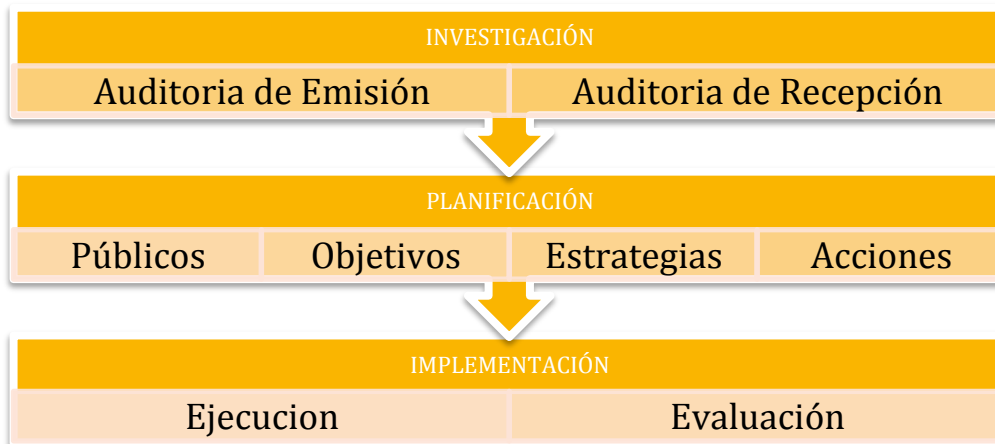 INVESTIGACIÓN
Auditoria de Emisión Auditoria de Recepción
PLANIFICACIÓN
Públicos Objetivos Estrategias Acciones
IMPLEMENTACIÓN
Ejecucion Evaluación